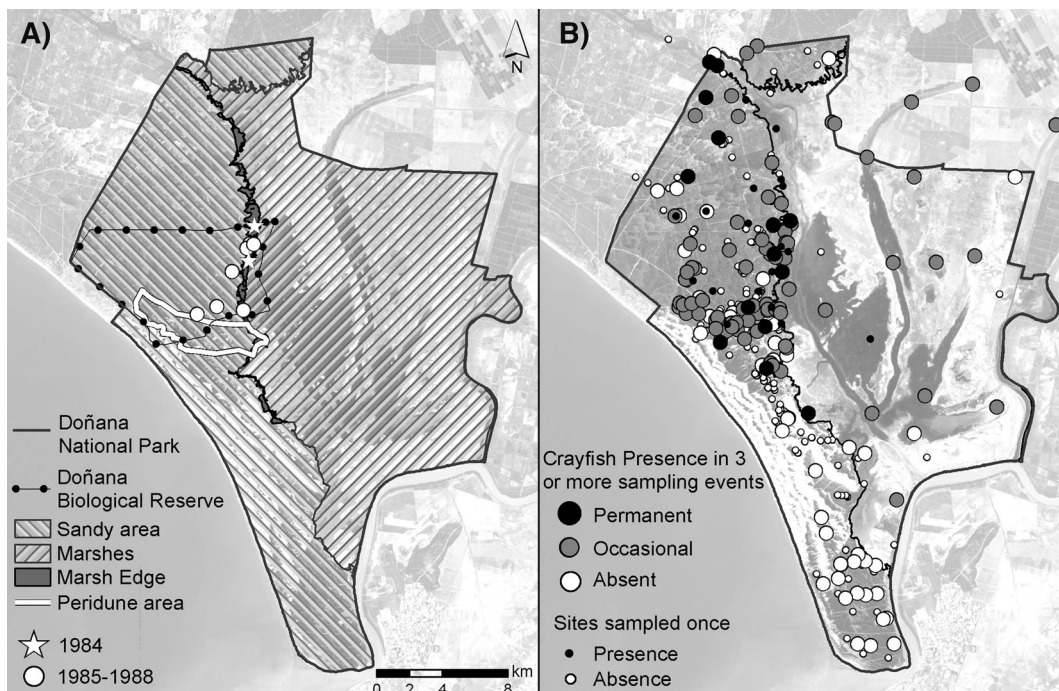 A)
N
Doñana
National Park
Doñana
Biological Reserve
Sandy area
Marshes
Marsh Edge
Peridune area
1984
1985-1988
km
0 2 4 8
B)
Crayfish Presence in 3
or more sampling events
Permanent
Occasional
Absent
Sites sampled once
Presence
Absence